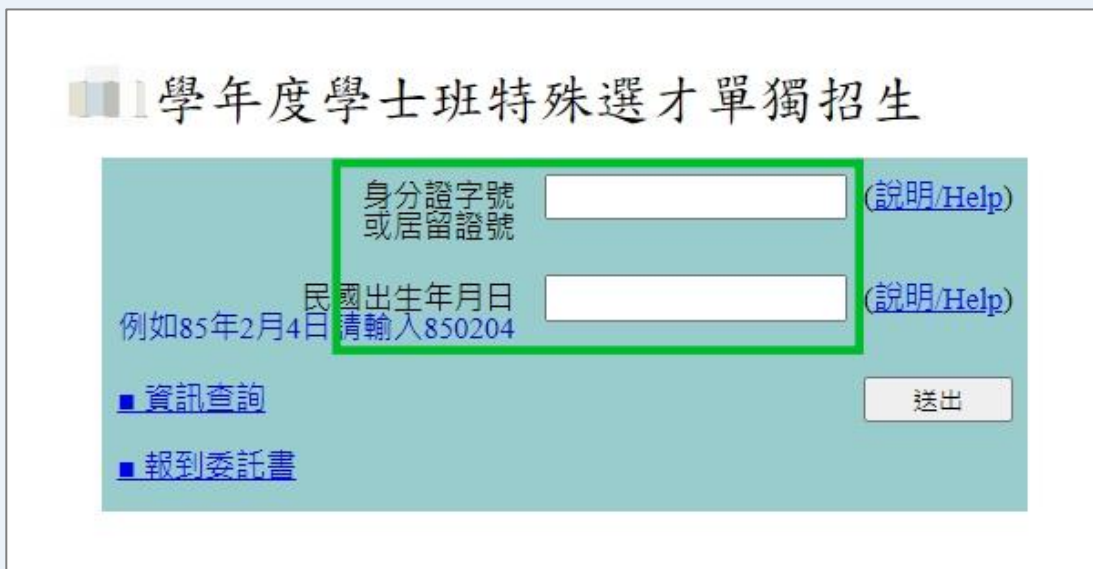 學年度學士班特殊選才單獨招生
身分證字號
或居留證號
(說明/Help)
民國出生年月日
(說明/Help)
例如85年2月4日請輸入850204
■ 資訊查詢
送出
■ 報到委託書